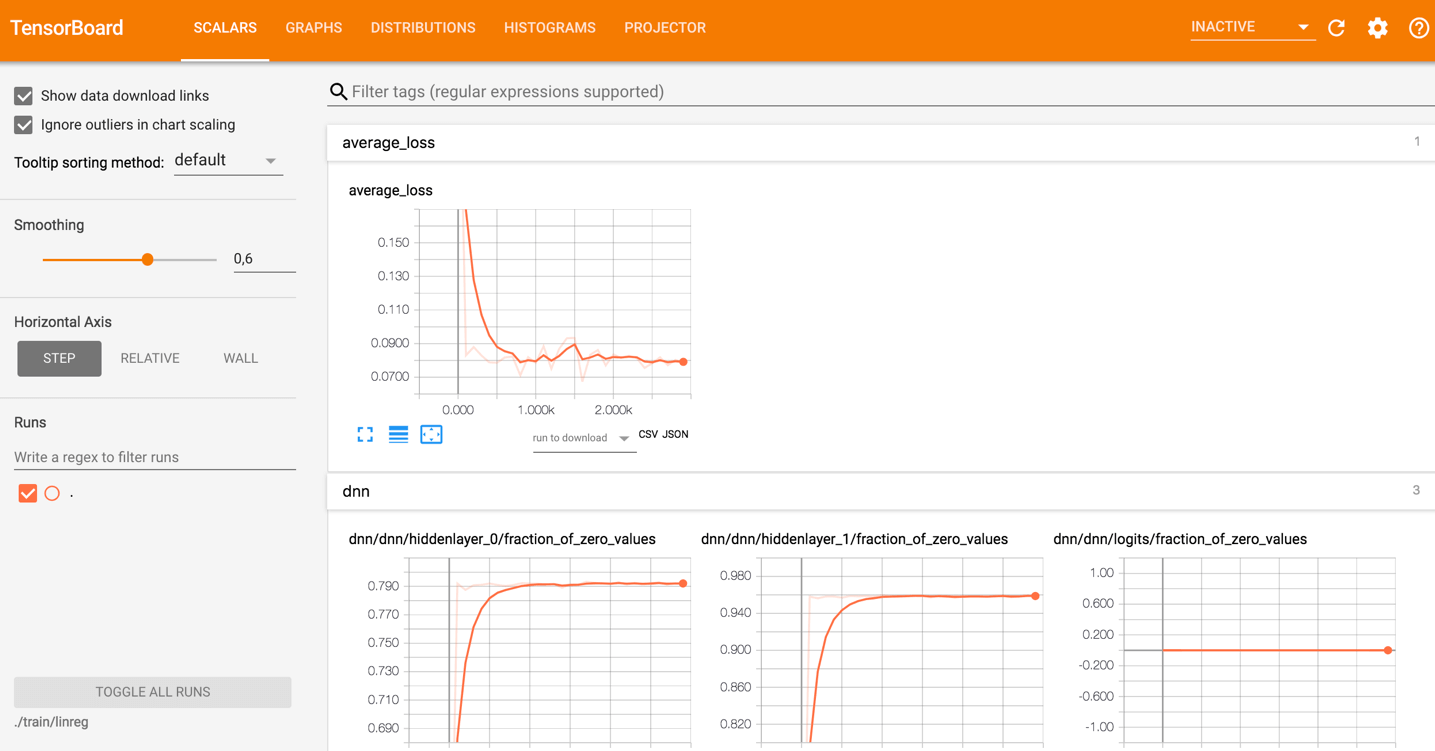 TensorBoard SCALARS GRAPHS DISTRIBUTIONS HISTOGRAMS PROJECTOR INACTIVE
Show data download links
Ignore outliers in chart scaling
Tooltip sorting method: default
Smoothing
0,6
Horizontal Axis
STEP RELATIVE WALL
Runs
Write a regex to filter runs
.
TOGGLE ALL RUNS
./train/linreg
Filter tags (regular expressions supported)
average_loss 1
average_loss
0.150
0.130
0.110
0.0900
0.0700
0.000 1.000k 2.000k
run to download CSV JSON
dnn 3
dnn/dnn/hiddenlayer_0/fraction_of_zero_values
0.790
0.770
0.750
0.730
0.710
0.690
dnn/dnn/hiddenlayer_1/fraction_of_zero_values
0.980
0.940
0.900
0.860
0.820
dnn/dnn/logits/fraction_of_zero_values
1.00
0.600
0.200
-0.200
-0.600
-1.00